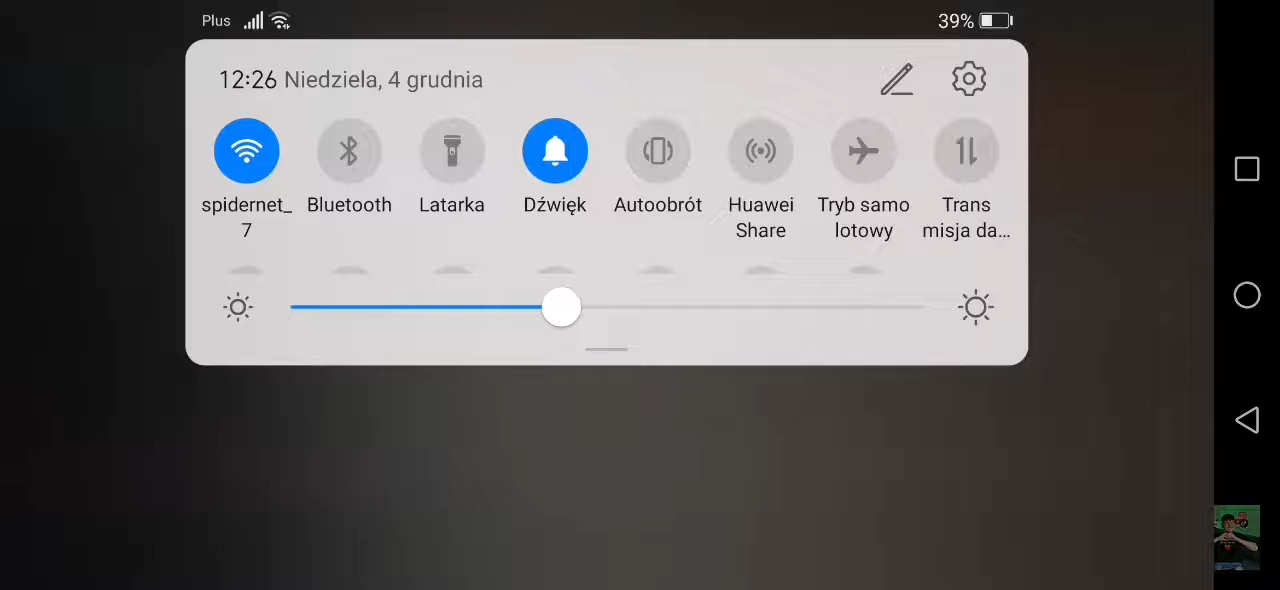 Plus 39%
12:26 Niedziela, 4 grudnia
spidernet_ Bluetooth Latarka Dźwięk Autoobrót Huawei Tryb samo Trans
7 Share lotowy misja da...